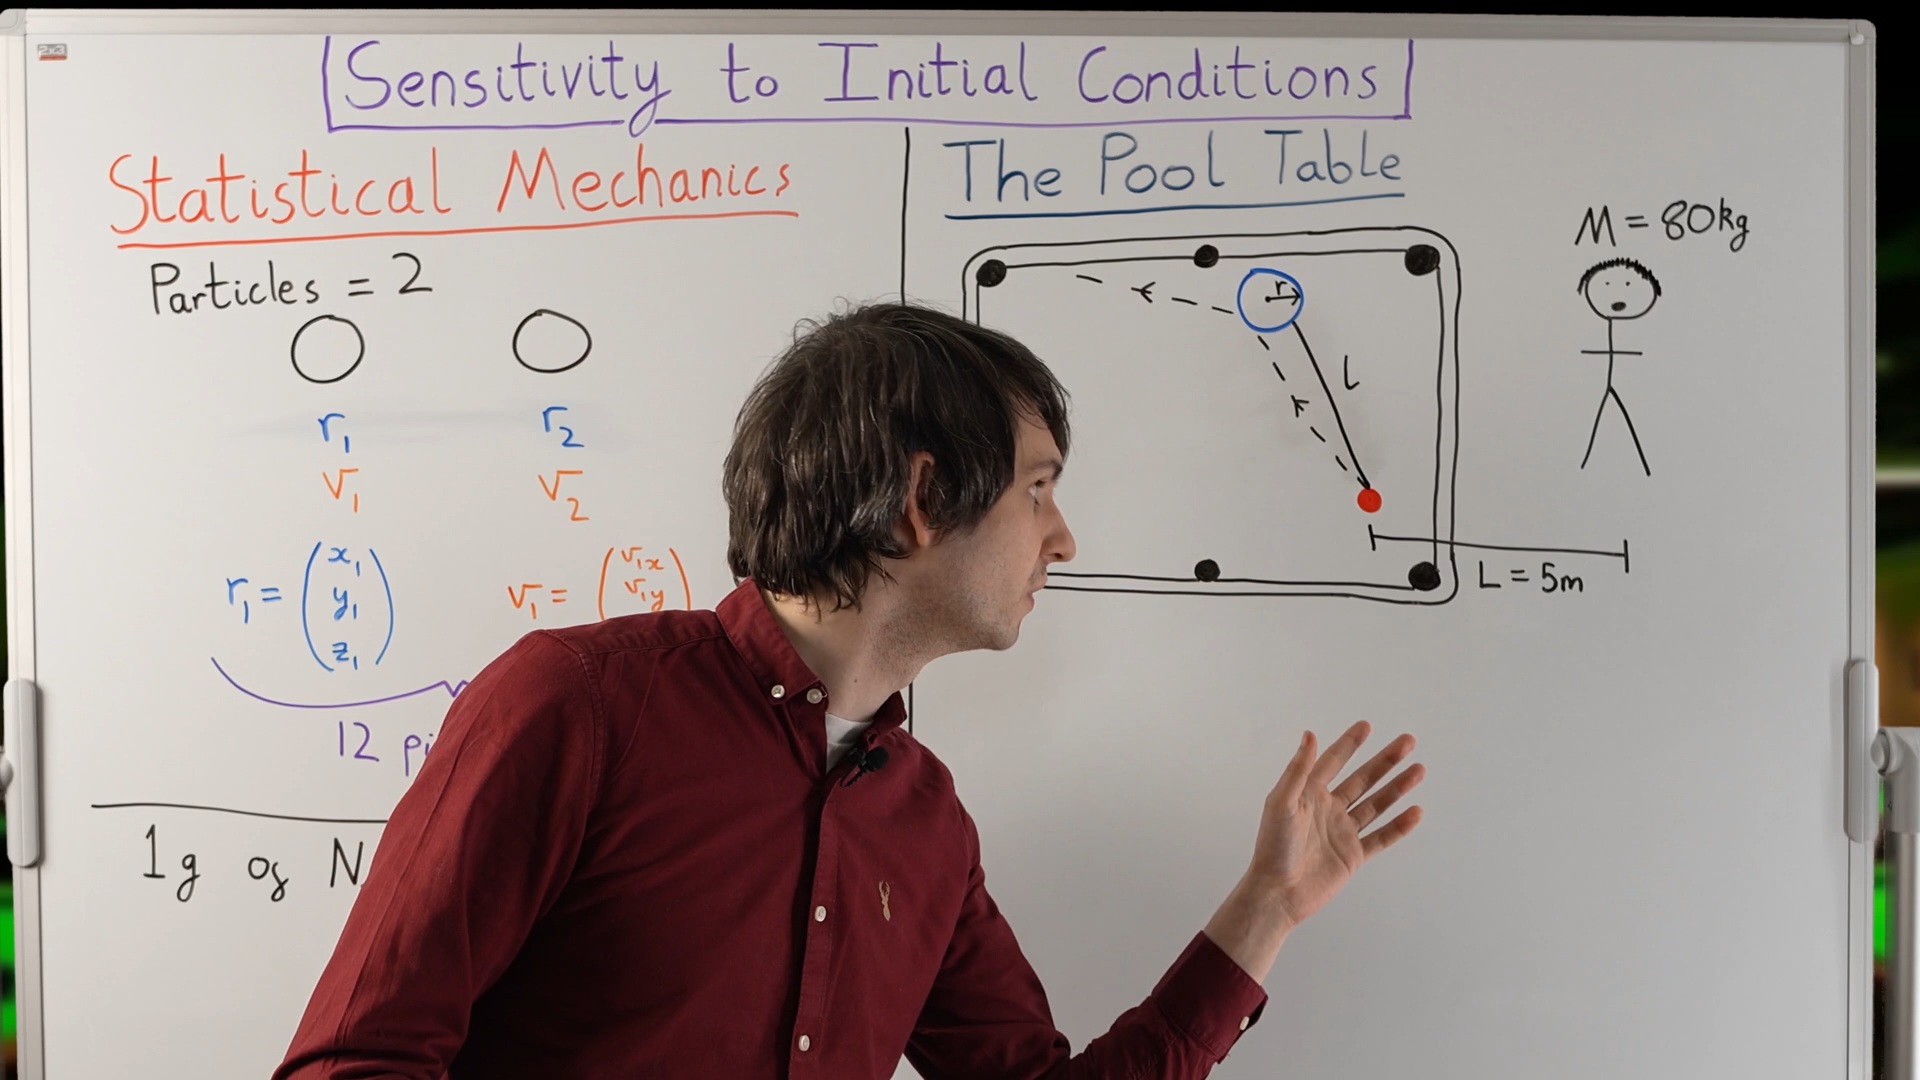 Sensitivity to Initial Conditions
Statistical Mechanics
Particles = 2
r₁ r₂
v₁ v₂
r₁ = (x₁ y₁ z₁) v₁ = (v₁ₓ v₁y
12
1g of N
The Pool Table
M = 80kg
r
l
L = 5m